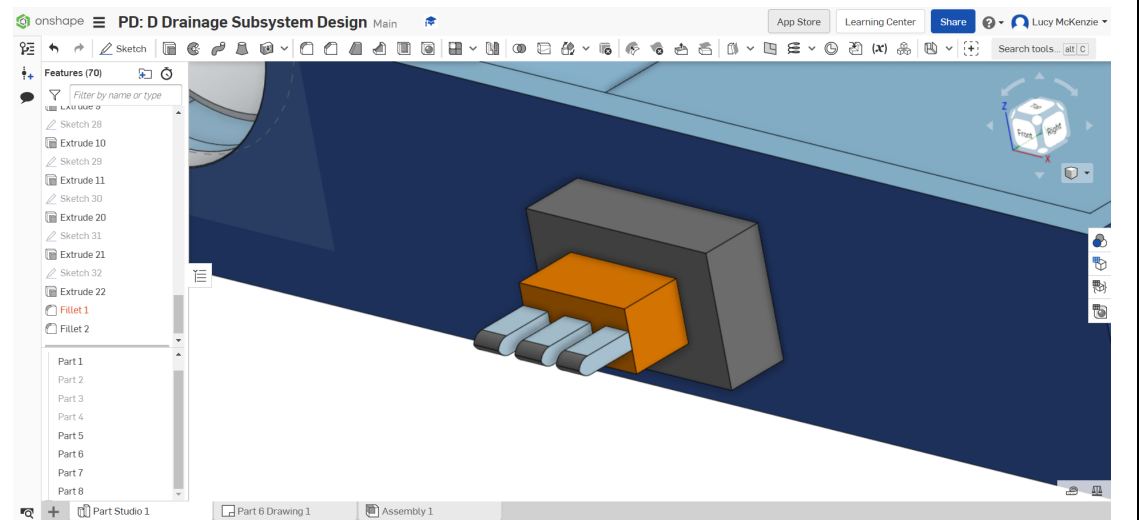 onshape PD: D Drainage Subsystem Design Main App Store Learning Center Share Lucy McKenzie
Sketch Search tools... alt C
Features (70)
Filter by name or type
Extrude 9
Sketch 28
Extrude 10
Sketch 29
Extrude 11
Sketch 30
Extrude 20
Sketch 31
Extrude 21
Sketch 32
Extrude 22
Fillet 1
Fillet 2
Part 1
Part 2
Part 3
Part 4
Part 5
Part 6
Part 7
Part 8
Z
Top
Front
Right
X
Part Studio 1 Part 6 Drawing 1 Assembly 1